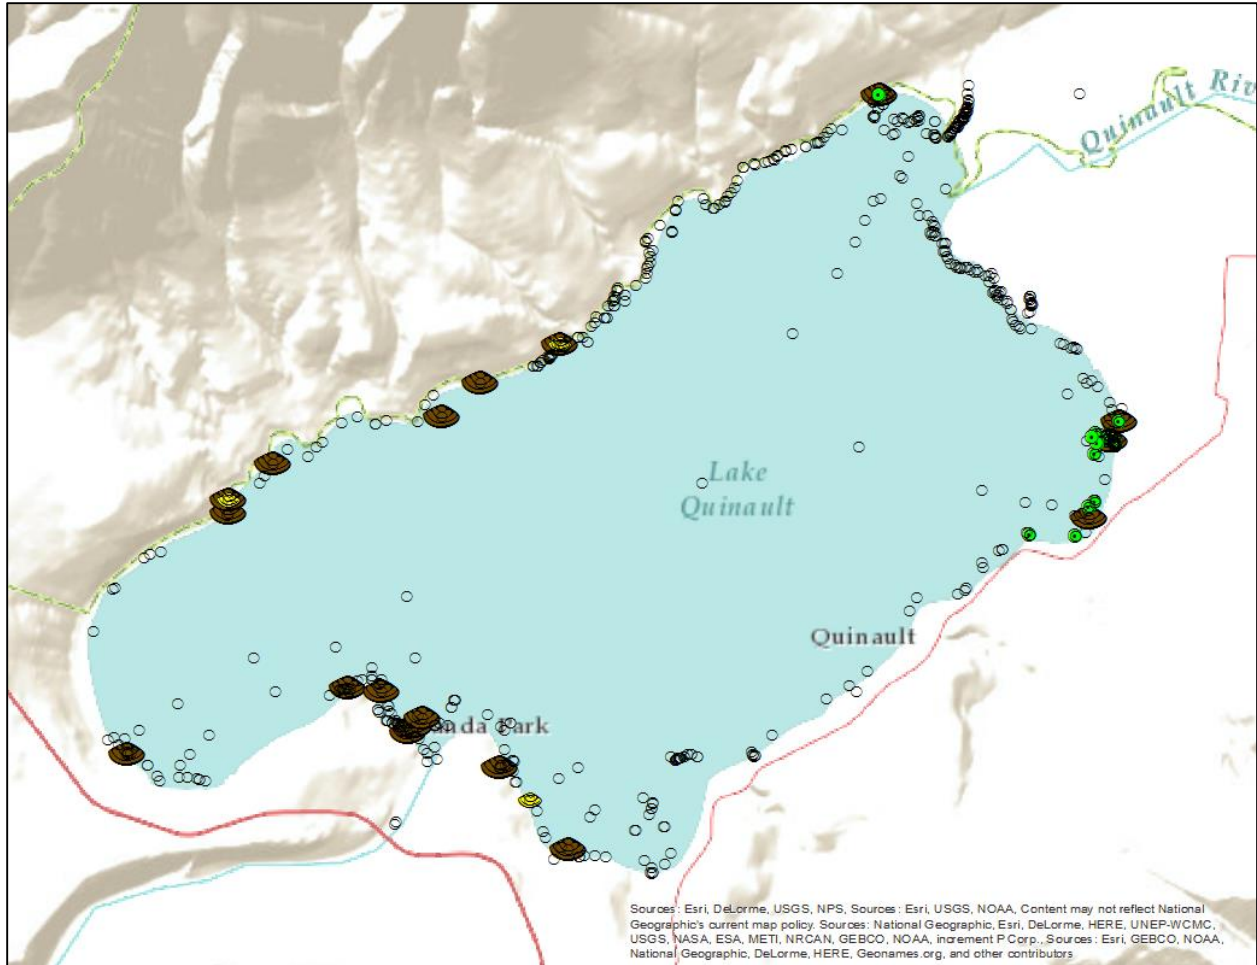 Quinault Riv
Lake
Quinault
Quinault
nda Park
Sources: Esri, DeLorme, USGS, NPS, Sources: Esri, USGS, NOAA, Content may not reflect National
Geographic's current map policy. Sources: National Geographic, Esri, DeLorme, HERE, UNEP-WCMC,
USGS, NASA, ESA, METI, NRCAN, GEBCO, NOAA, increment P Corp., Sources: Esri, GEBCO, NOAA,
National Geographic, DeLorme, HERE, Geonames.org, and other contributors